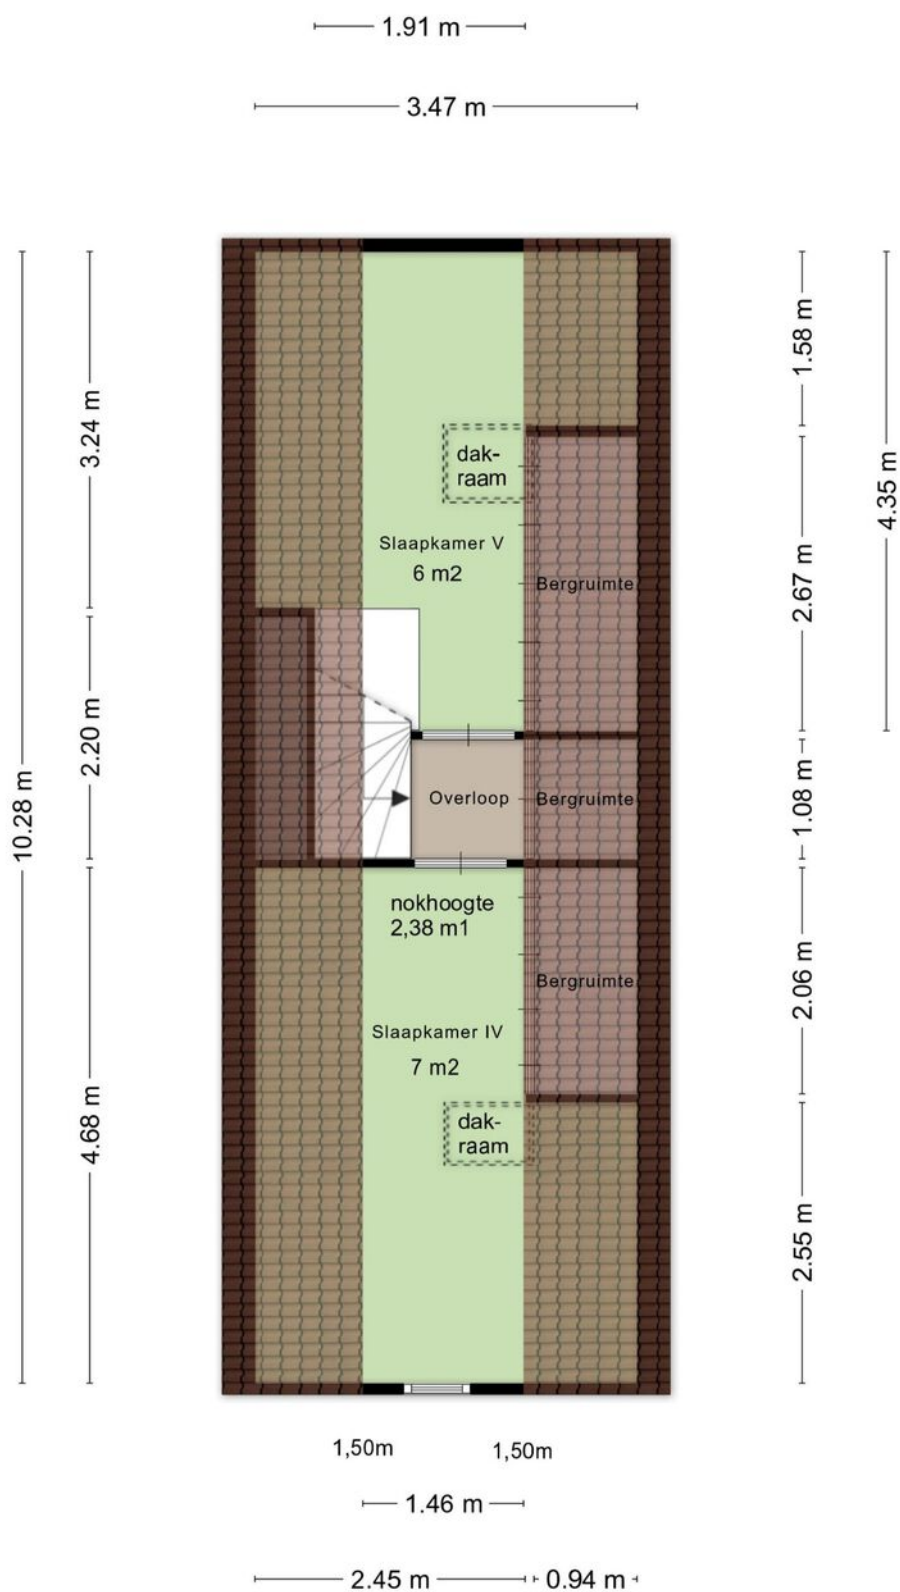 1.91 m
3.47 m
10.28 m
3.24 m
2.20 m
4.68 m
1.58 m
2.67 m
1.08 m
2.06 m
2.55 m
4.35 m
dak-
raam
Slaapkamer V
6 m2
Bergruimte
Overloop
Bergruimte
nokhoogte
2,38 m1
Bergruimte
Slaapkamer IV
7 m2
dak-
raam
1,50m
1,50m
1.46 m
2.45 m
0.94 m